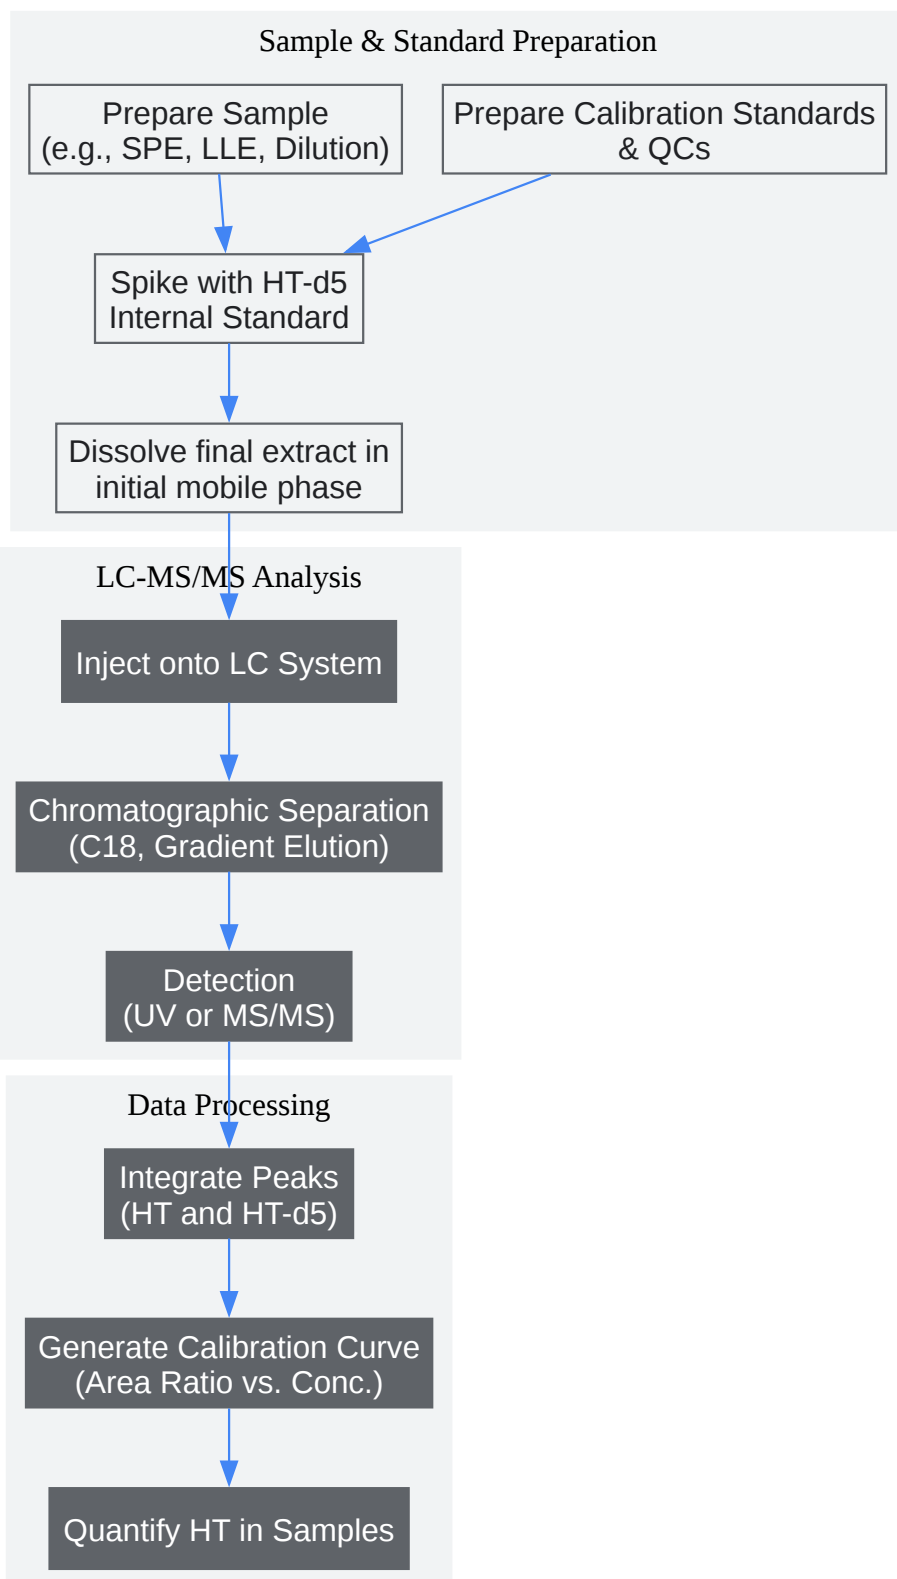 Sample & Standard Preparation
Prepare Sample
(e.g., SPE, LLE, Dilution)
Prepare Calibration Standards
& QCs
Spike with HT-d5
Internal Standard
Dissolve final extract in
initial mobile phase
LC-MS/MS Analysis
Inject onto LC System
Chromatographic Separation
(C18, Gradient Elution)
Detection
(UV or MS/MS)
Data Processing
Integrate Peaks
(HT and HT-d5)
Generate Calibration Curve
(Area Ratio vs. Conc.)
Quantify HT in Samples